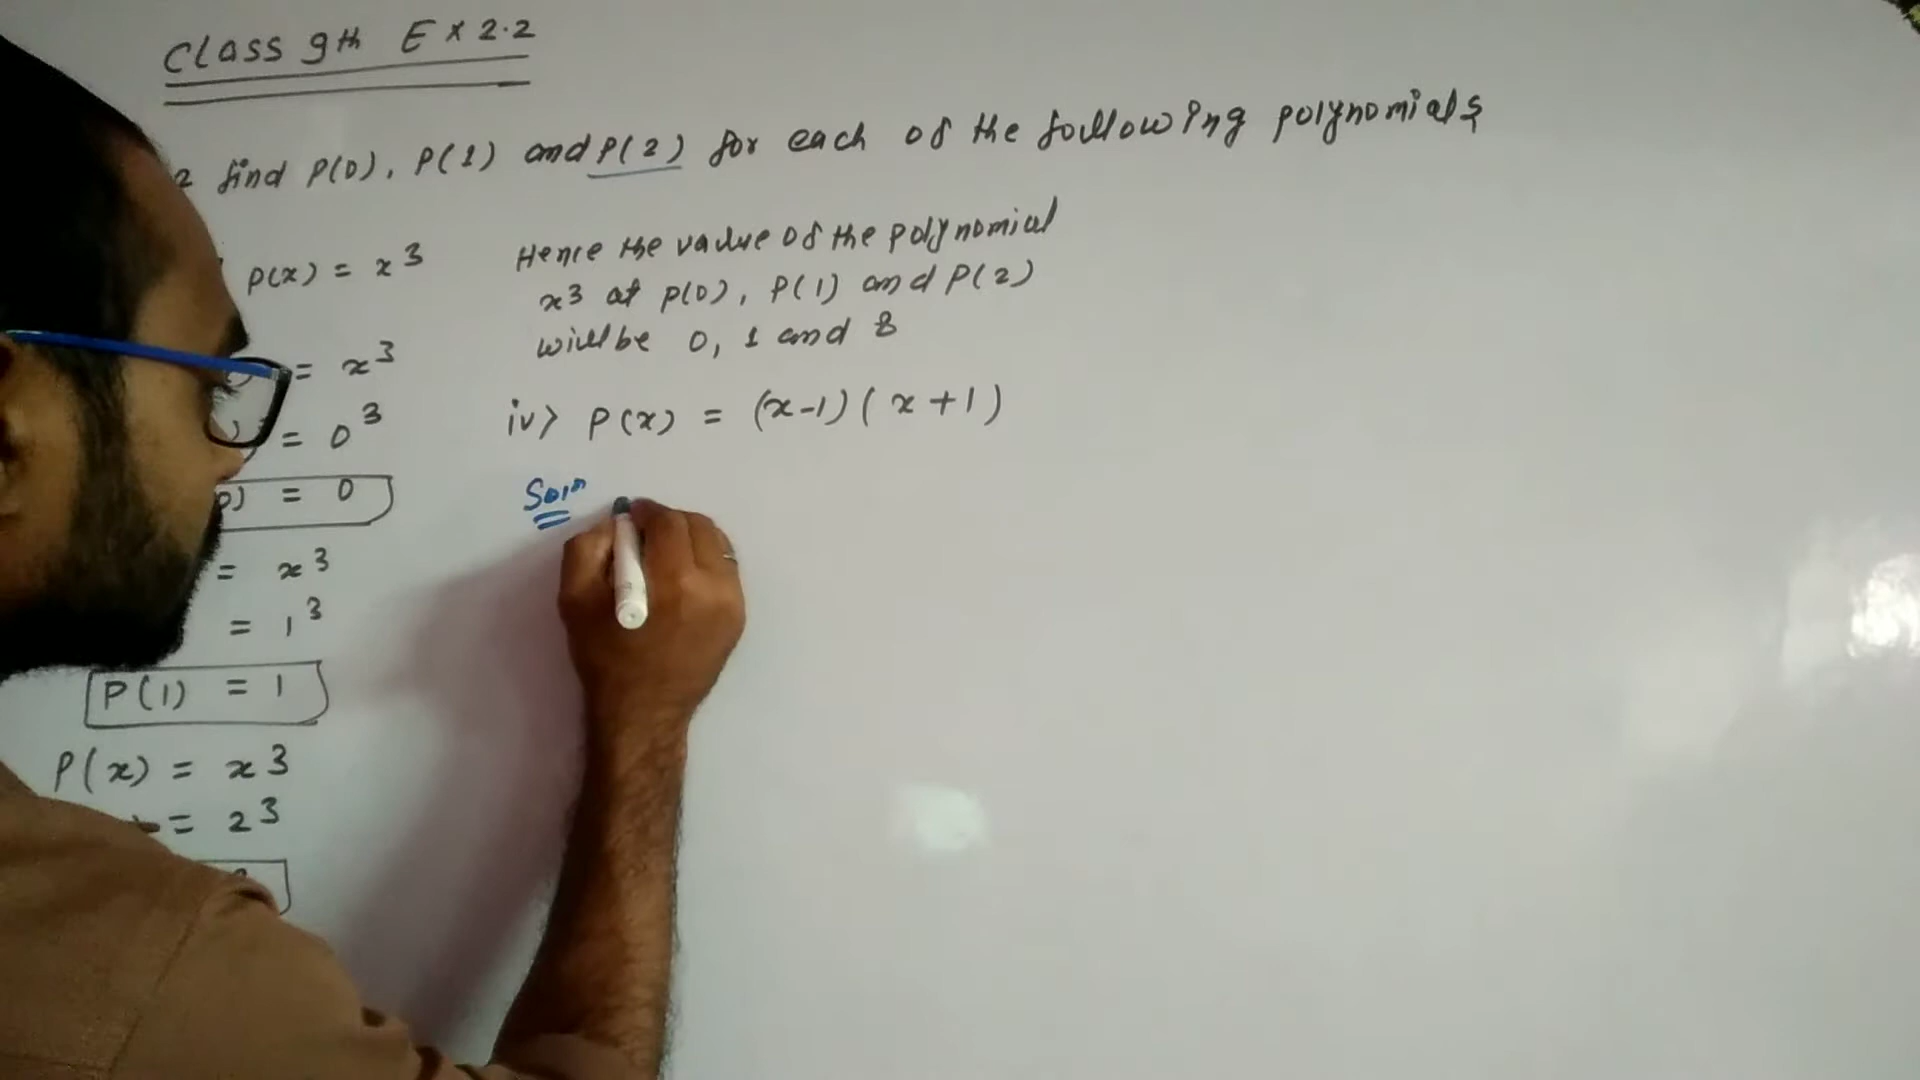 Class 9th Ex 2.2
2 find P(0), P(1) and P(2) for each of the following polynomials
P(x) = x³
= x³
) = 0³
0) = 0
= x³
= 1³
P(1) = 1
P(x) = x³
= 2³
Hence the value of the polynomial
x³ at P(0), P(1) and P(2)
will be 0, 1 and 8
iv) P(x) = (x-1)(x+1)
Soln